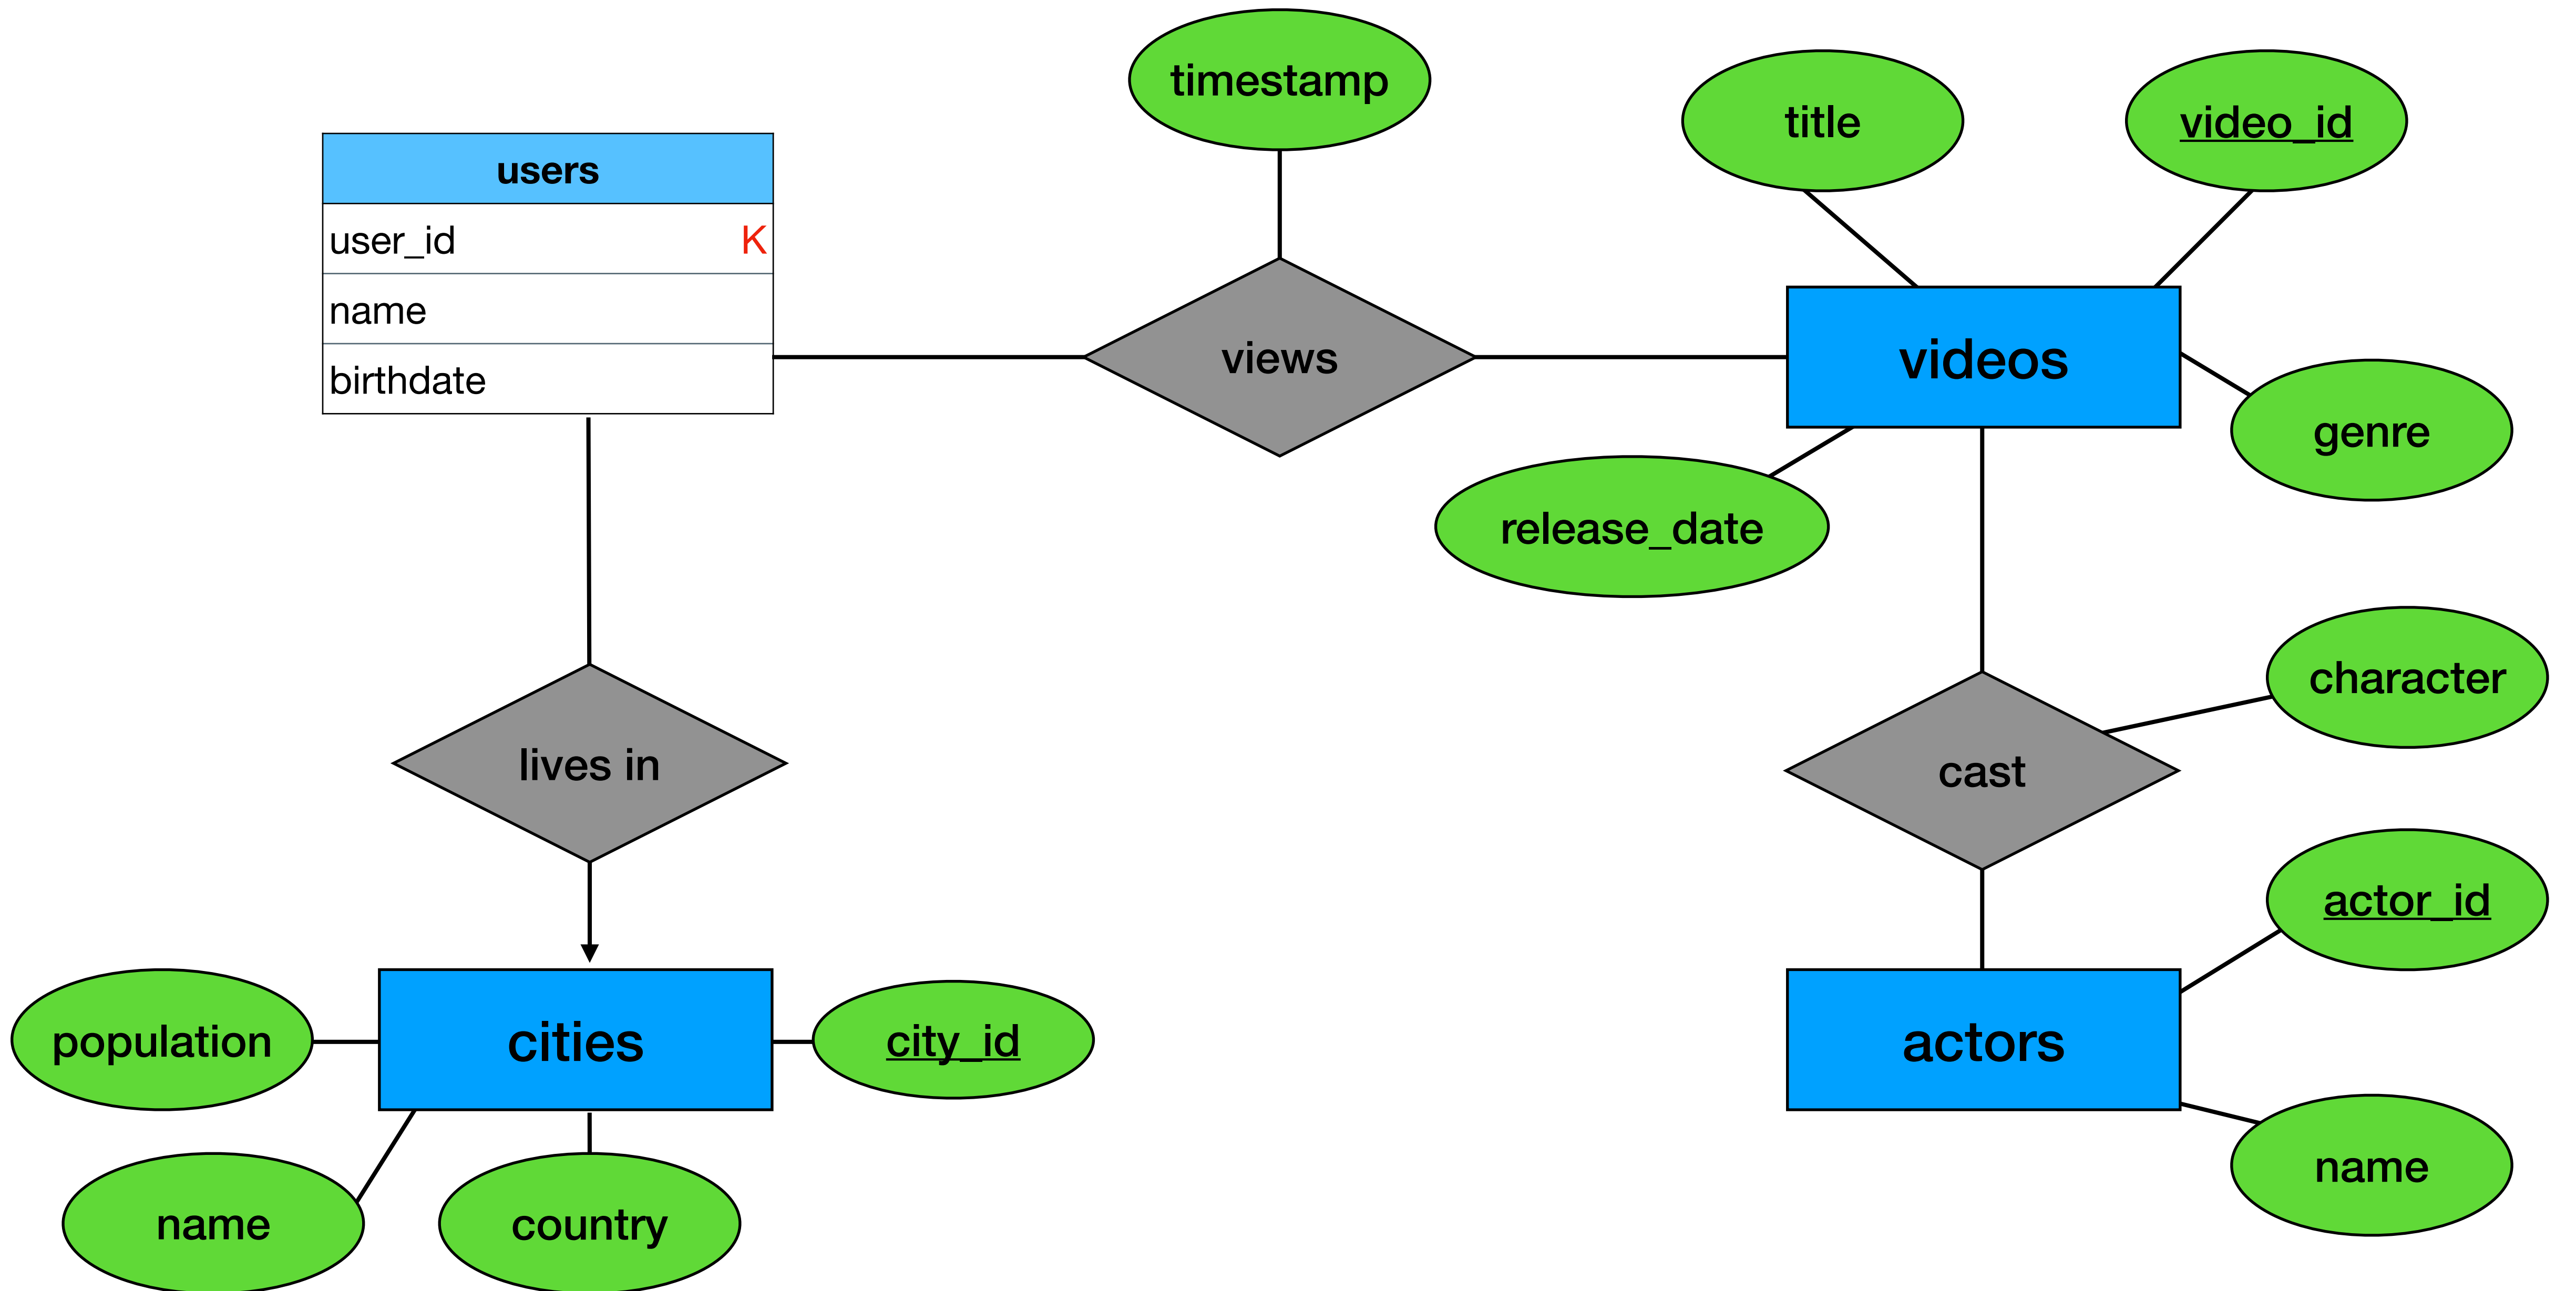 timestamp
title
video_id
users
user_id K
name
birthdate
views
videos
genre
release_date
character
lives in
cast
actor_id
population
cities
city_id
actors
name
country
name